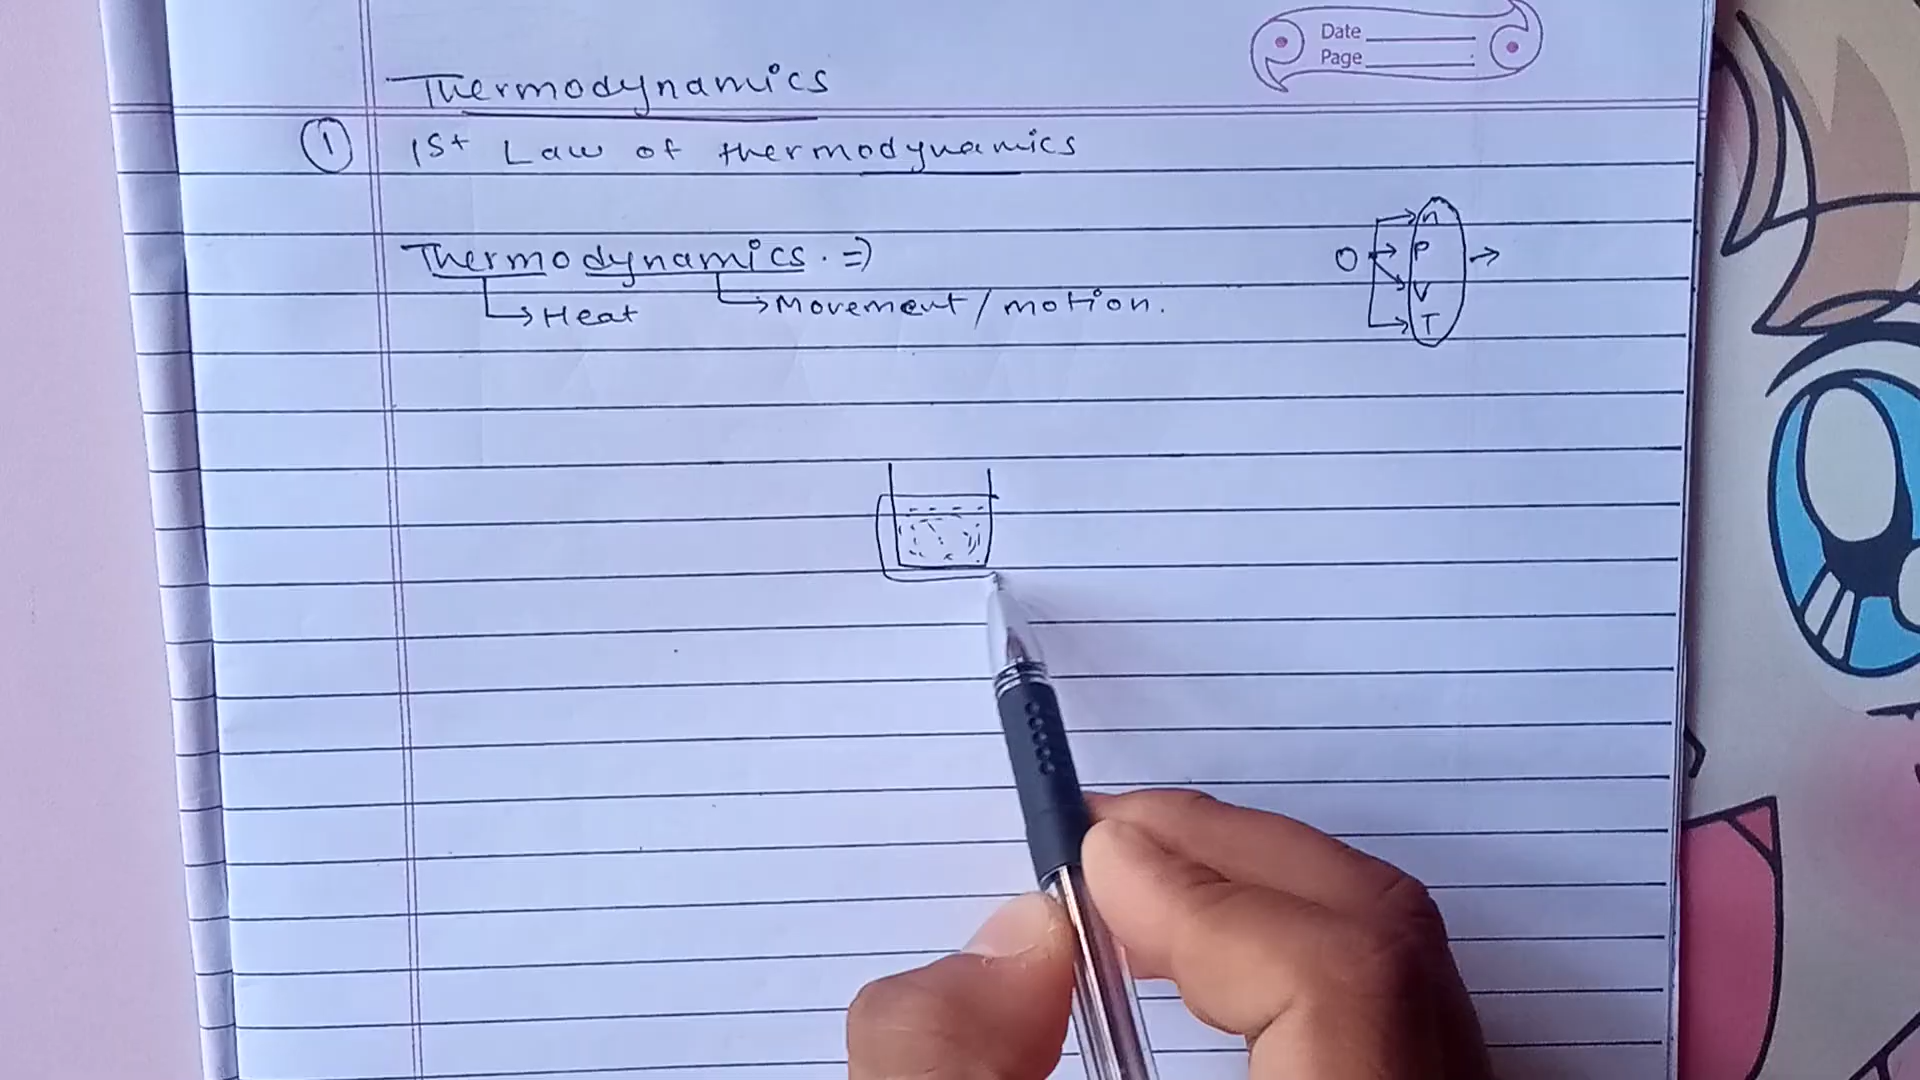 Date
Page
Thermodynamics
① 1st Law of thermodynamics
Thermodynamics. =>
Heat
Movement / motion.
n
O P
V
T